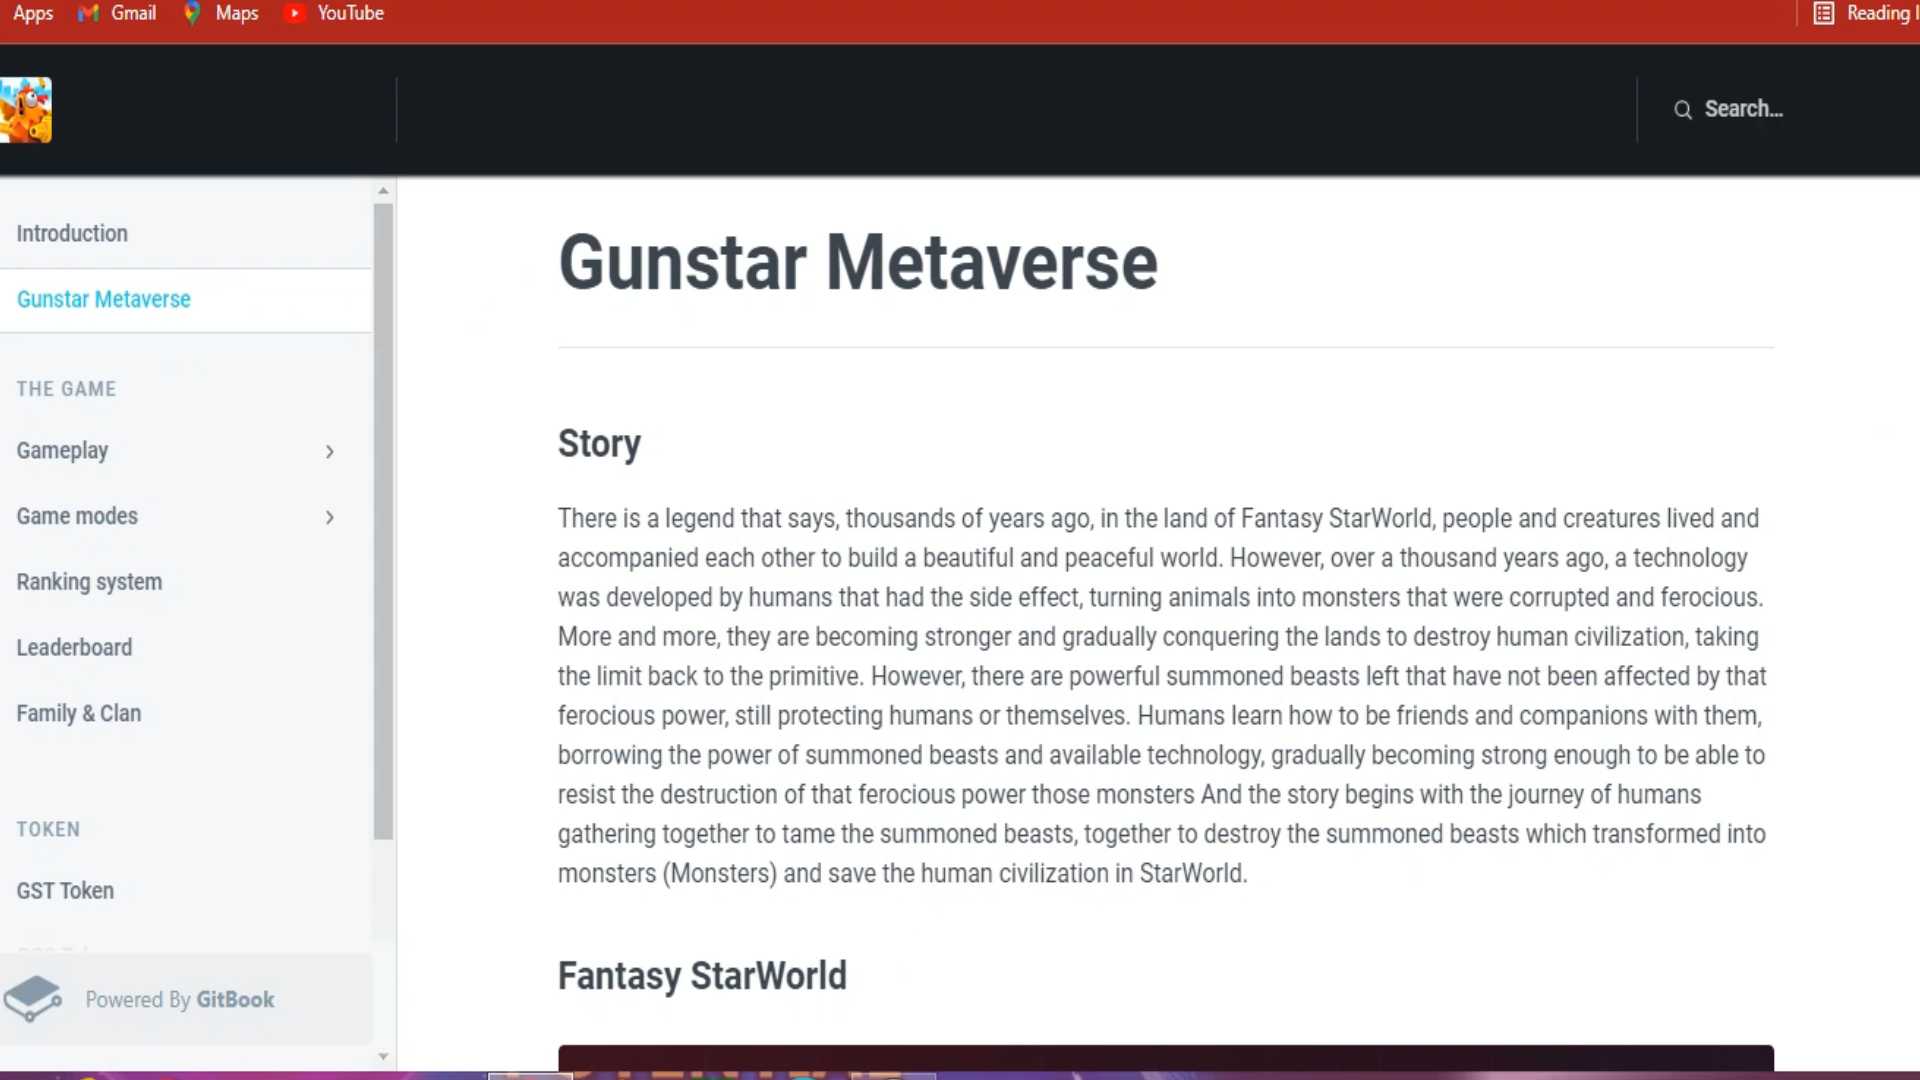 Apps Gmail Maps YouTube Reading
Search...
Introduction
Gunstar Metaverse
THE GAME
Gameplay
Game modes
Ranking system
Leaderboard
Family & Clan
TOKEN
GST Token
Powered By GitBook
Gunstar Metaverse
Story
There is a legend that says, thousands of years ago, in the land of Fantasy StarWorld, people and creatures lived and
accompanied each other to build a beautiful and peaceful world. However, over a thousand years ago, a technology
was developed by humans that had the side effect, turning animals into monsters that were corrupted and ferocious.
More and more, they are becoming stronger and gradually conquering the lands to destroy human civilization, taking
the limit back to the primitive. However, there are powerful summoned beasts left that have not been affected by that
ferocious power, still protecting humans or themselves. Humans learn how to be friends and companions with them,
borrowing the power of summoned beasts and available technology, gradually becoming strong enough to be able to
resist the destruction of that ferocious power those monsters And the story begins with the journey of humans
gathering together to tame the summoned beasts, together to destroy the summoned beasts which transformed into
monsters (Monsters) and save the human civilization in StarWorld.
Fantasy StarWorld